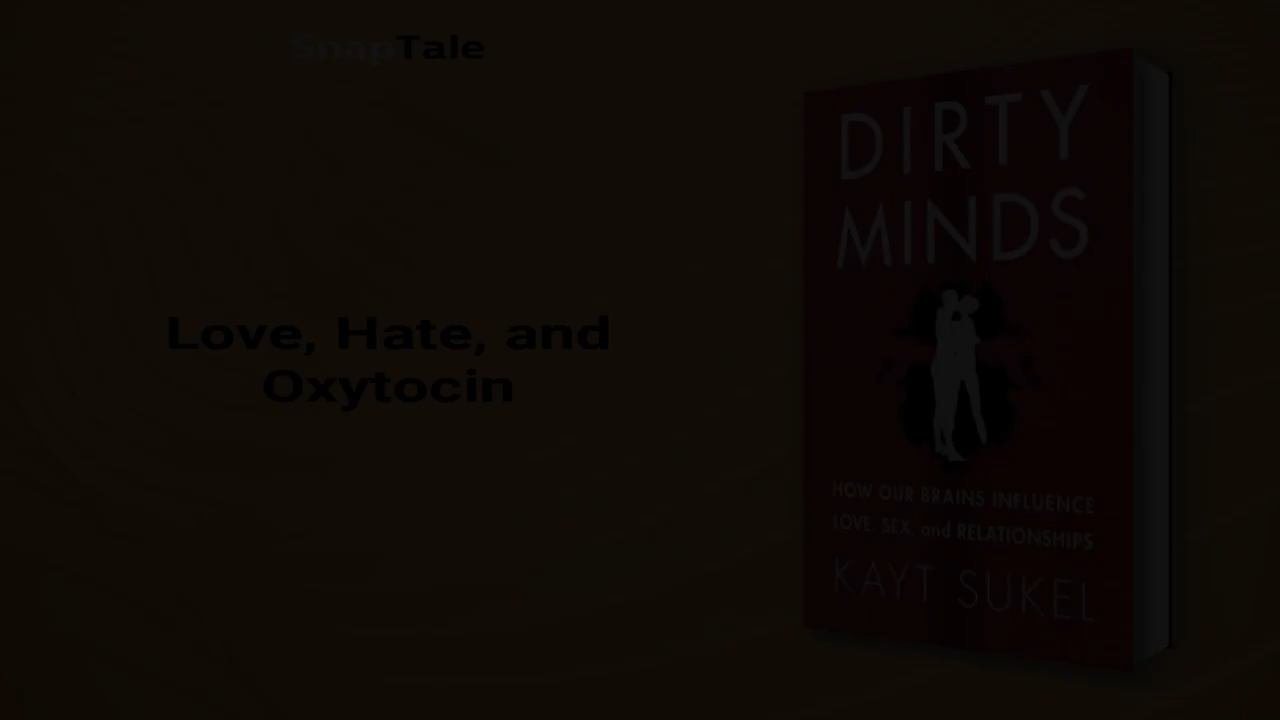 SnapTale
Love, Hate, and
Oxytocin
DIRTY
MINDS
HOW OUR BRAINS INFLUENCE
LOVE, SEX, and RELATIONSHIPS
KAYT SUKEL